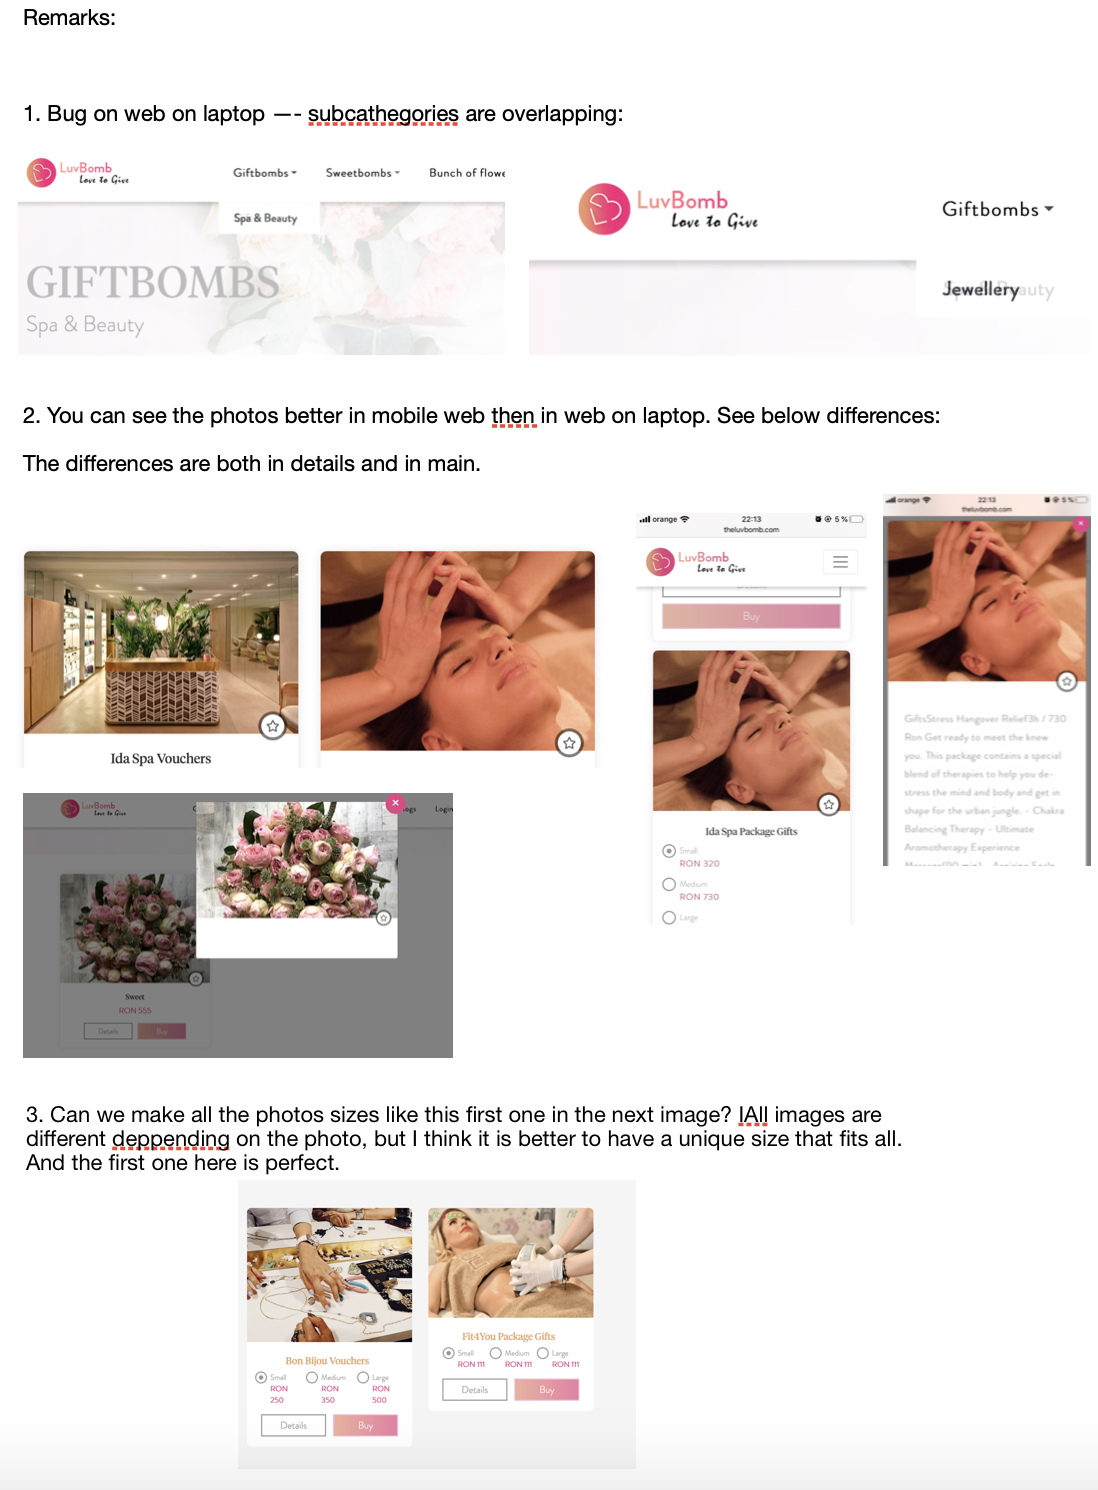 Remarks:
1. Bug on web on laptop —- subcathegories are overlapping:
LuvBomb
Love to Give
Giftbombs
Sweetbombs
Bunch of flowe
Spa & Beauty
GIFTBOMBS
Spa & Beauty
LuvBomb
Love to Give
Giftbombs
Jewellery
auty
2. You can see the photos better in mobile web then in web on laptop. See below differences:
The differences are both in details and in main.
Ida Spa Vouchers
orange
22:13
5%
theluvbomb.com
LuvBomb
Love to Give
Buy
Ida Spa Package Gifts
Small
RON 320
Medium
RON 730
Large
orange
22:13
5%
theluvbomb.com
×
GiftsStress Hangover Relief3h / 730
Ron Get ready to meet the knew
you. This package contains a special
blend of therapies to help you de-
stress the mind and body and get in
shape for the urban jungle. - Chakra
Balancing Therapy - Ultimate
Aromatherapy Experience
LuvBomb
Love to Give
×
ogs
Login
Sweet
RON 555
Details
Buy
3. Can we make all the photos sizes like this first one in the next image? IAll images are
different deppending on the photo, but I think it is better to have a unique size that fits all.
And the first one here is perfect.
Bon Bijou Vouchers
Small Medium Large
RON RON RON
250 350 500
Details Buy
Fit4You Package Gifts
Small Medium Large
RON 111 RON 111 RON 111
Details Buy